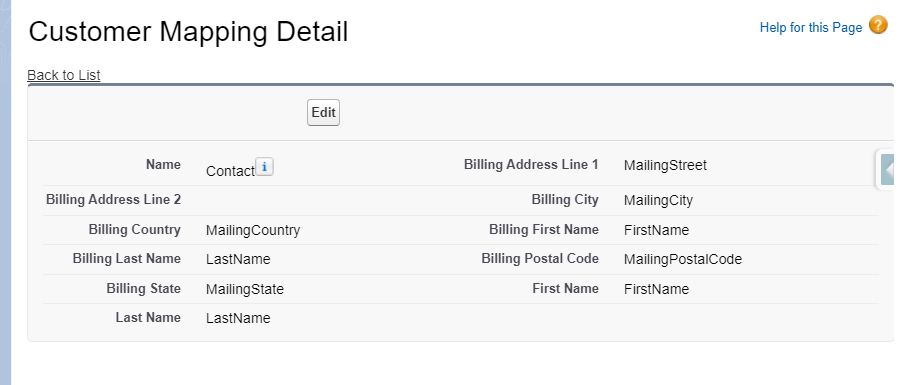 Customer Mapping Detail
Help for this Page ?
Back to List
Edit
Name Contact i Billing Address Line 1 MailingStreet
Billing Address Line 2 Billing City MailingCity
Billing Country MailingCountry Billing First Name FirstName
Billing Last Name LastName Billing Postal Code MailingPostalCode
Billing State MailingState First Name FirstName
Last Name LastName